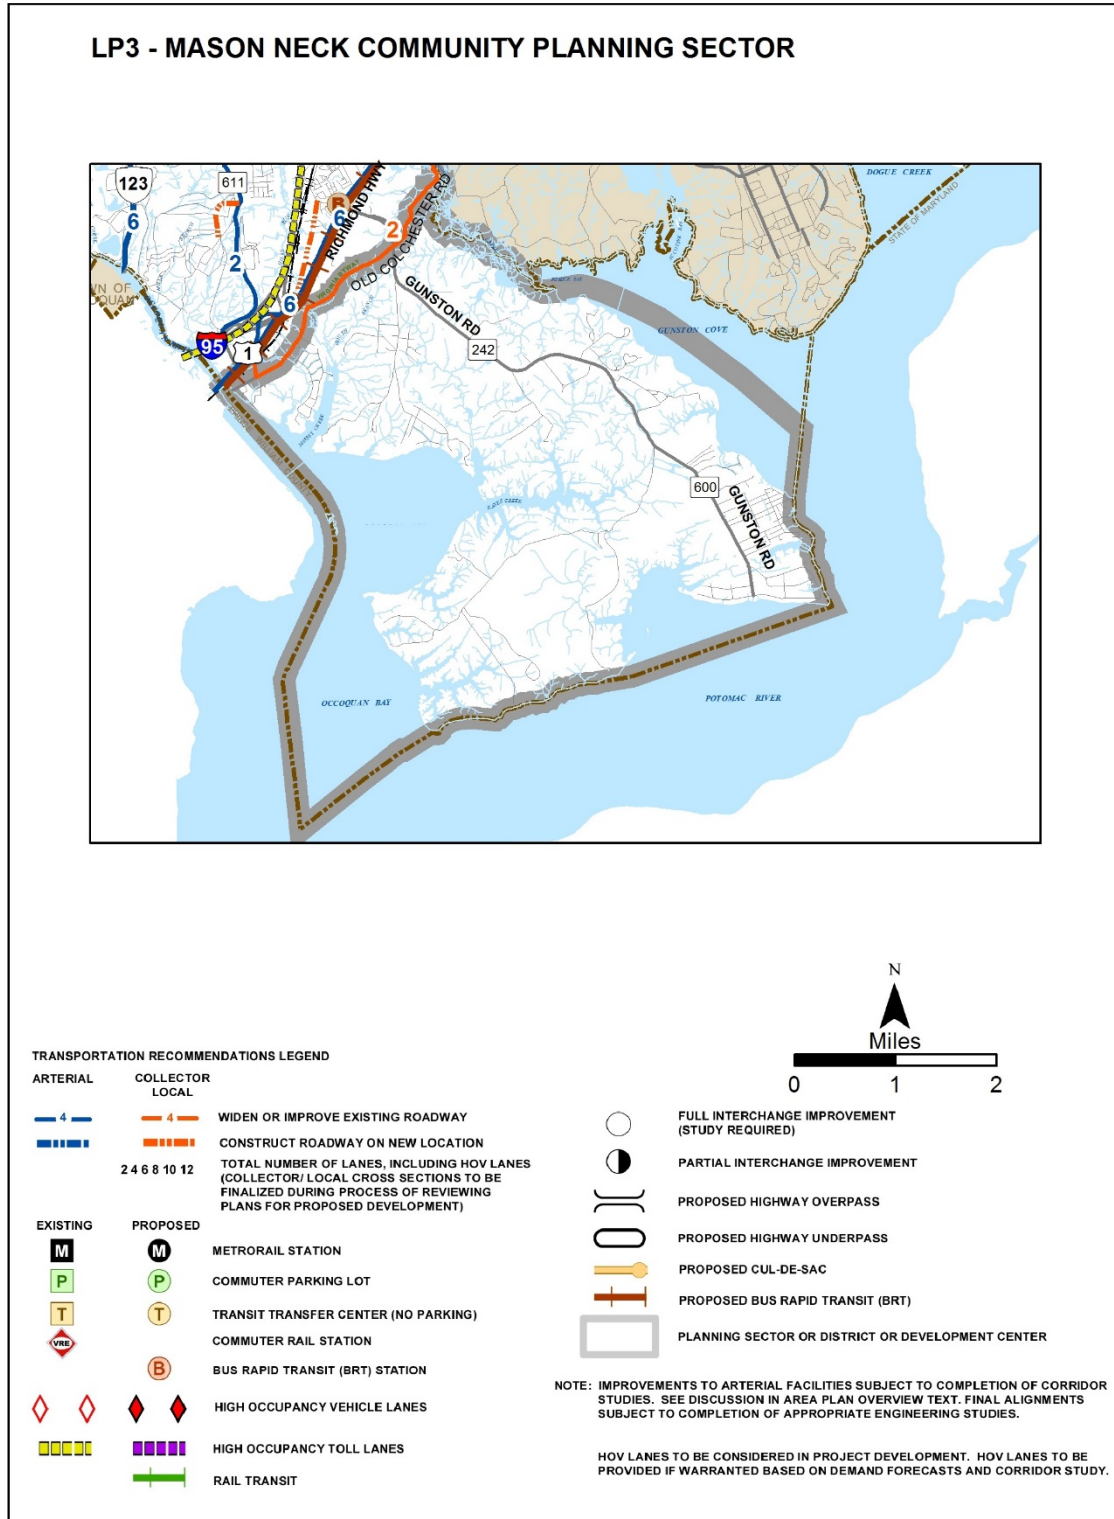 LP3 - MASON NECK COMMUNITY PLANNING SECTOR
DOGUE CREEK
STATE OF MARYLAND
123
611
6
B
6
RICHMOND HWY
2
OLD COLCHESTER RD
2
WN OF
QUAN
6
GUNSTON RD
GUNSTON COVE
95
1
242
600
GUNSTON RD
OCCOQUAN BAY
POTOMAC RIVER
N
Miles
0 1 2
TRANSPORTATION RECOMMENDATIONS LEGEND
ARTERIAL COLLECTOR
LOCAL
4 4 WIDEN OR IMPROVE EXISTING ROADWAY
CONSTRUCT ROADWAY ON NEW LOCATION
2 4 6 8 10 12 TOTAL NUMBER OF LANES, INCLUDING HOV LANES
(COLLECTOR/ LOCAL CROSS SECTIONS TO BE
FINALIZED DURING PROCESS OF REVIEWING
PLANS FOR PROPOSED DEVELOPMENT)
EXISTING PROPOSED
M M METRORAIL STATION
P P COMMUTER PARKING LOT
T T TRANSIT TRANSFER CENTER (NO PARKING)
VRE COMMUTER RAIL STATION
B BUS RAPID TRANSIT (BRT) STATION
HIGH OCCUPANCY VEHICLE LANES
HIGH OCCUPANCY TOLL LANES
RAIL TRANSIT
FULL INTERCHANGE IMPROVEMENT
(STUDY REQUIRED)
PARTIAL INTERCHANGE IMPROVEMENT
PROPOSED HIGHWAY OVERPASS
PROPOSED HIGHWAY UNDERPASS
PROPOSED CUL-DE-SAC
PROPOSED BUS RAPID TRANSIT (BRT)
PLANNING SECTOR OR DISTRICT OR DEVELOPMENT CENTER
NOTE: IMPROVEMENTS TO ARTERIAL FACILITIES SUBJECT TO COMPLETION OF CORRIDOR
STUDIES. SEE DISCUSSION IN AREA PLAN OVERVIEW TEXT. FINAL ALIGNMENTS
SUBJECT TO COMPLETION OF APPROPRIATE ENGINEERING STUDIES.
HOV LANES TO BE CONSIDERED IN PROJECT DEVELOPMENT. HOV LANES TO BE
PROVIDED IF WARRANTED BASED ON DEMAND FORECASTS AND CORRIDOR STUDY.